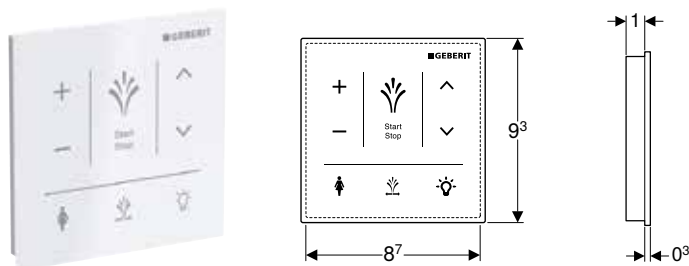 GEBERIT
+
Start
Stop
−
GEBERIT
+
Start
Stop
−
9³
8⁷
1
0³